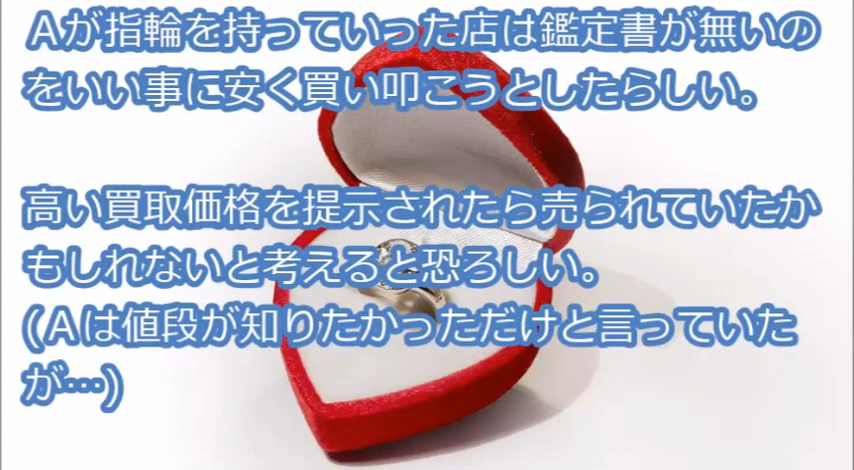 Aが指輪を持っていった店は鑑定書が無いの
をいい事に安く買い叩こうとしたらしい。
高い買取価格を提示されたら売られていたか
もしれないと考えると恐ろしい。
(Aは値段が知りたかっただけと言っていた
が…)